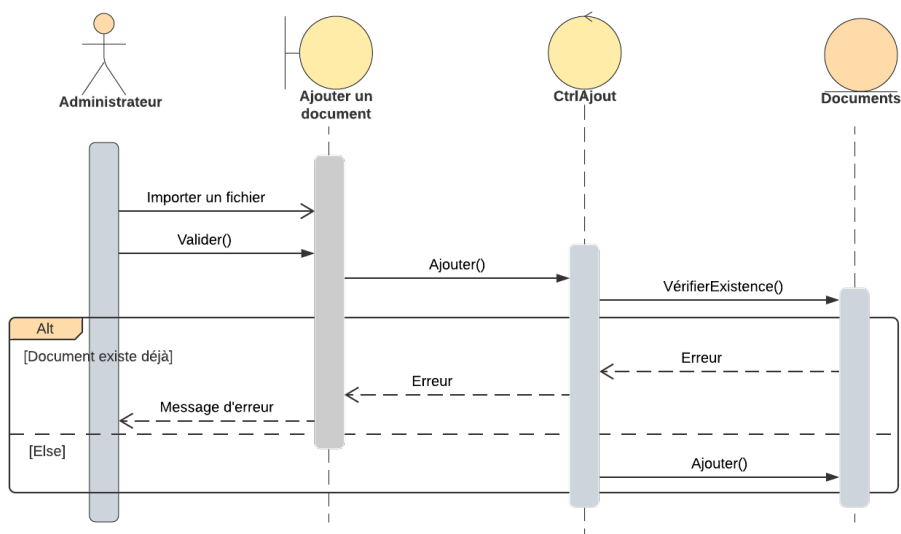 Administrateur
Ajouter un
document
CtrlAjout
Documents
Importer un fichier
Valider()
Ajouter()
VérifierExistence()
Alt
[Document existe déjà]
Erreur
Erreur
Message d'erreur
[Else]
Ajouter()